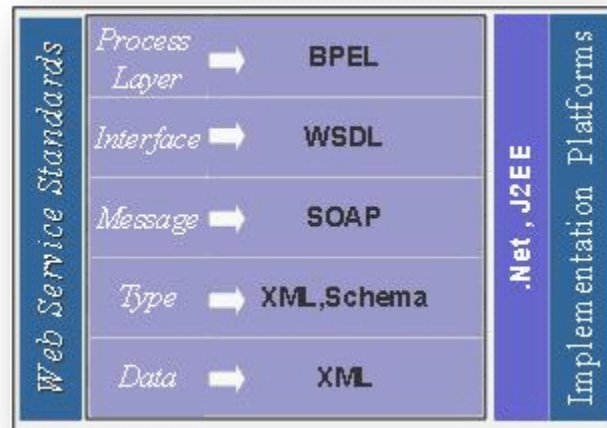 Web Service Standards
Process
Layer
BPEL
Interface
WSDL
Message
SOAP
Type
XML,Schema
Data
XML
.Net , J2EE
Implementation Platforms